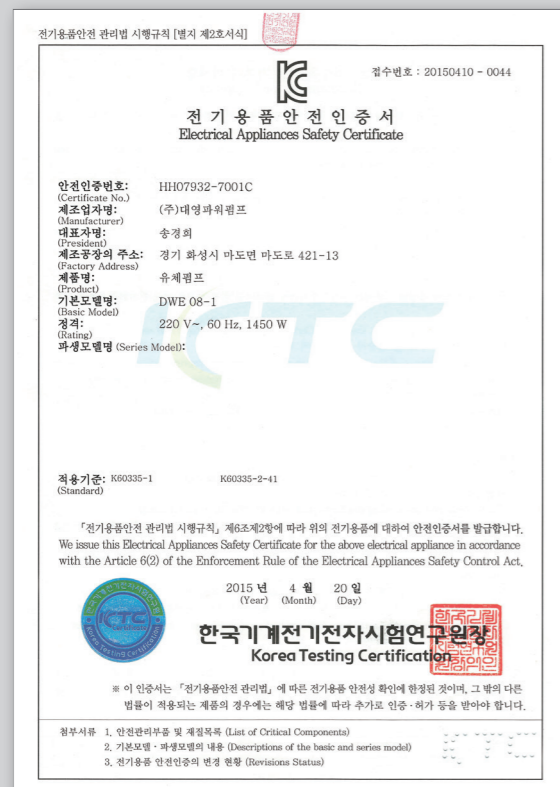 전기용품안전 관리법 시행규칙 [별지 제2호서식]
접수번호 : 20150410 - 0044
전기용품안전인증서
Electrical Appliances Safety Certificate
안전인증번호: HH07932-7001C
(Certificate No.)
제조업자명: (주)대영파워펌프
(Manufacturer)
대표자명: 송경희
(President)
제조공장의 주소: 경기 화성시 마도면 마도로 421-13
(Factory Address)
제품명: 유체펌프
(Product)
기본모델명: DWE 08-1
(Basic Model)
정격: 220 V~, 60 Hz, 1450 W
(Rating)
파생모델명 (Series Model):
KTC
적용기준: K60335-1 K60335-2-41
(Standard)
「전기용품안전 관리법 시행규칙」 제6조제2항에 따라 위의 전기용품에 대하여 안전인증서를 발급합니다.
We issue this Electrical Appliances Safety Certificate for the above electrical appliance in accordance
with the Article 6(2) of the Enforcement Rule of the Electrical Appliances Safety Control Act.
2015 년 4 월 20 일
(Year) (Month) (Day)
KTC
한국기계전기전자시험연구원장
Korea Testing Certification
※ 이 인증서는 「전기용품안전 관리법」에 따른 전기용품 안전성 확인에 한정된 것이며, 그 밖의 다른
법률이 적용되는 제품의 경우에는 해당 법률에 따라 추가로 인증·허가 등을 받아야 합니다.
첨부서류 1. 안전관리부품 및 재질목록 (List of Critical Components)
2. 기본모델·파생모델의 내용 (Descriptions of the basic and series model)
3. 전기용품 안전인증의 변경 현황 (Revisions Status)
KTC